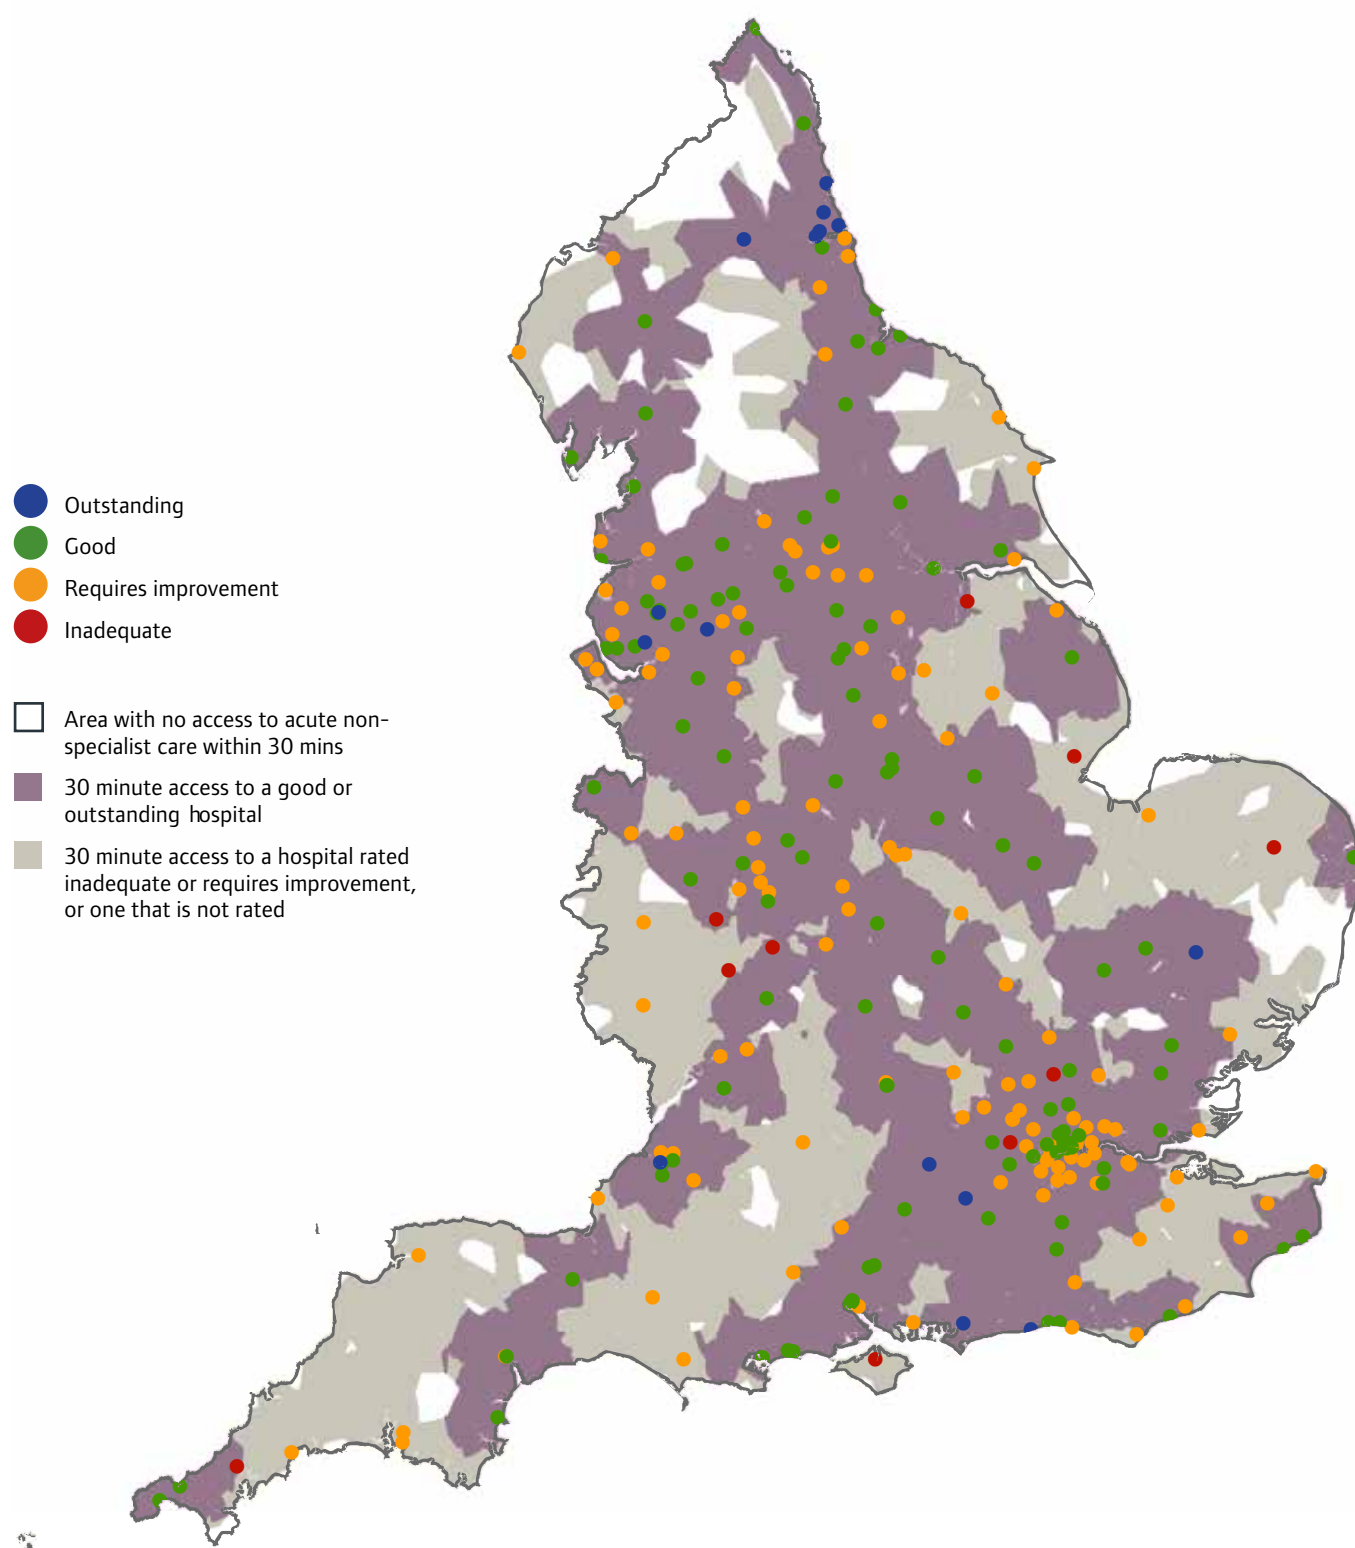 Outstanding
Good
Requires improvement
Inadequate
Area with no access to acute non-
specialist care within 30 mins
30 minute access to a good or
outstanding hospital
30 minute access to a hospital rated
inadequate or requires improvement,
or one that is not rated